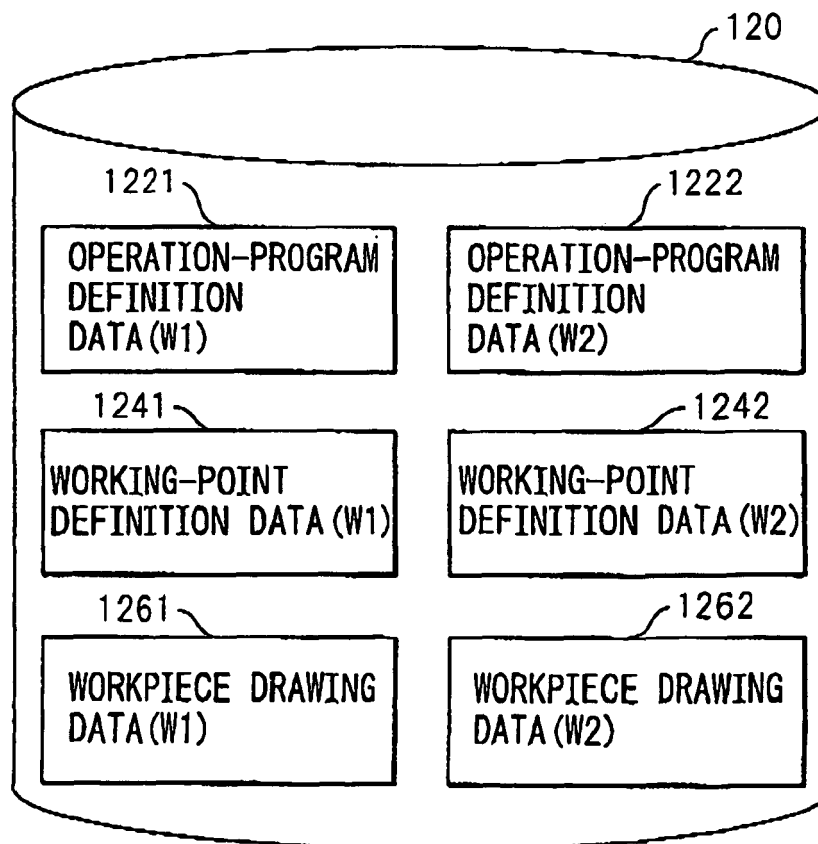 120
1221
1222
OPERATION-PROGRAM
DEFINITION
DATA(W1)
OPERATION-PROGRAM
DEFINITION
DATA(W2)
1241
1242
WORKING-POINT
DEFINITION DATA(W1)
WORKING-POINT
DEFINITION DATA(W2)
1261
1262
WORKPIECE DRAWING
DATA(W1)
WORKPIECE DRAWING
DATA(W2)